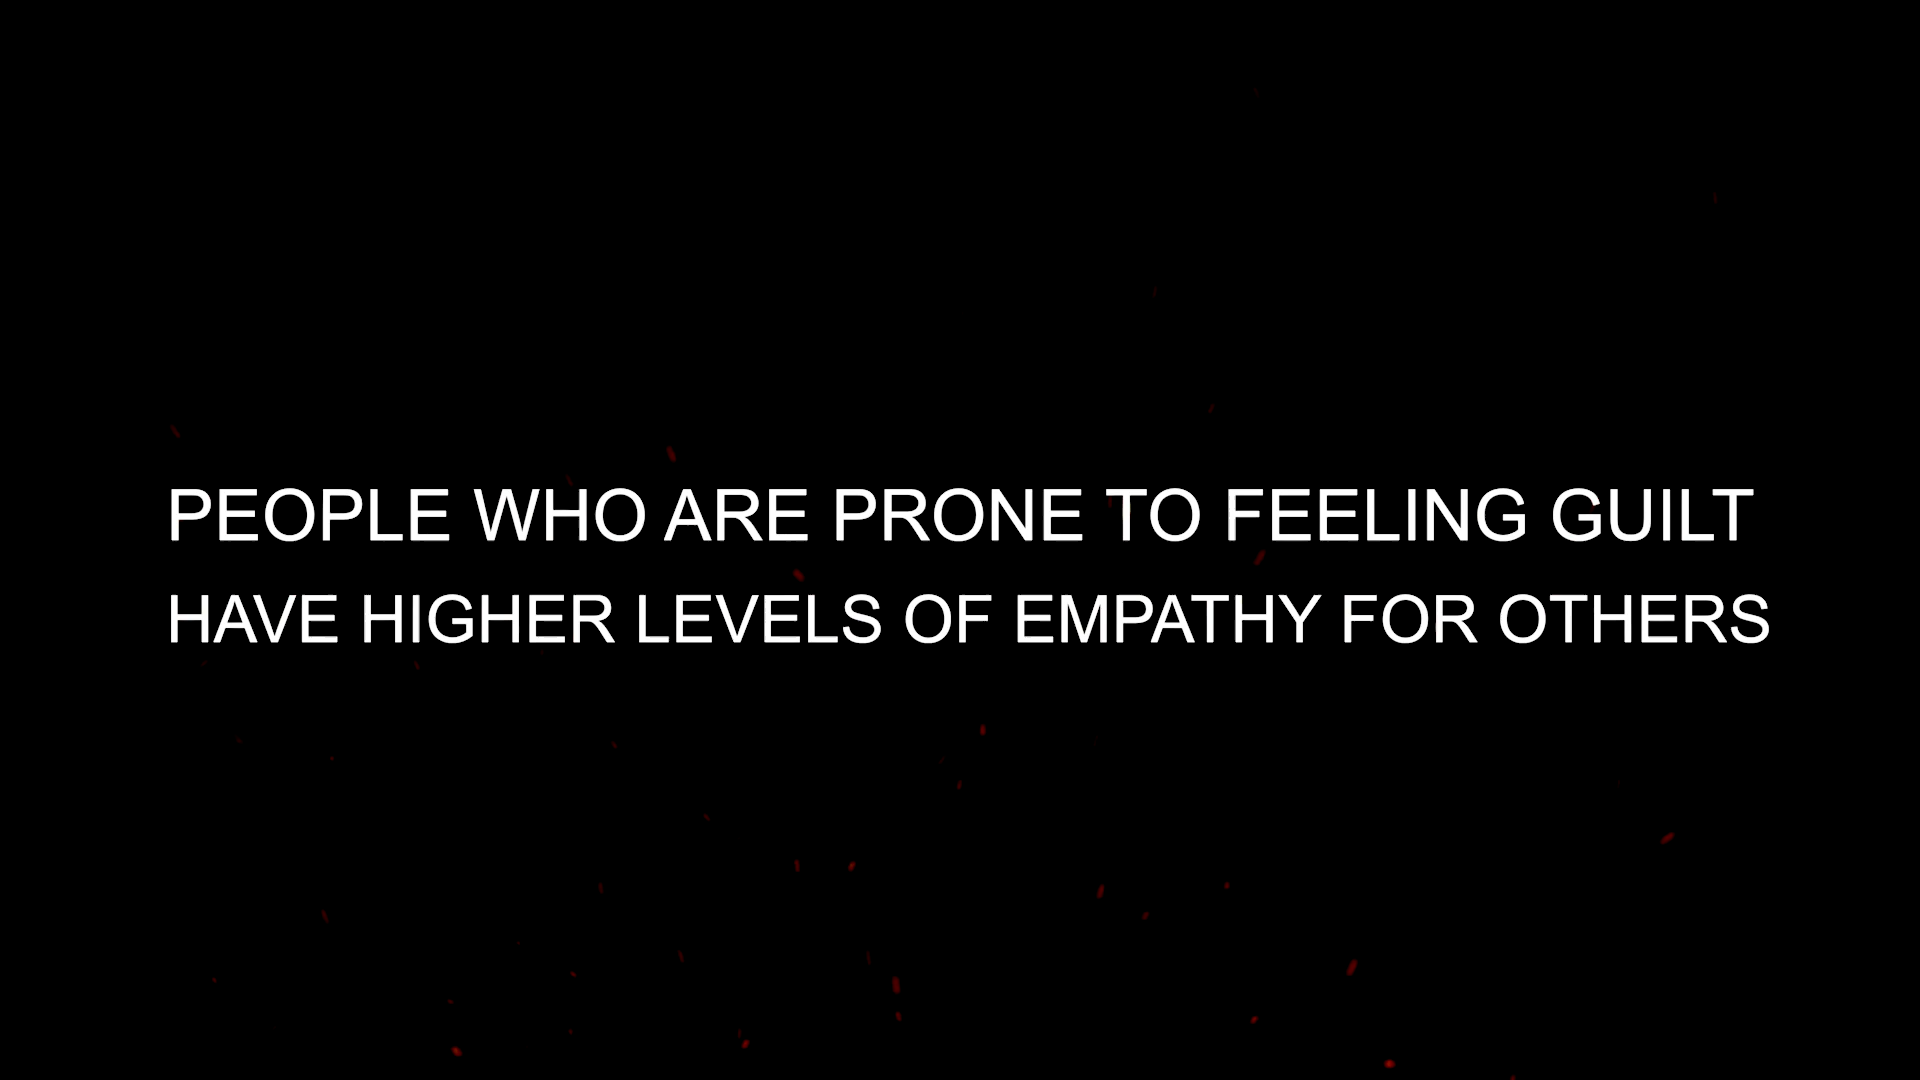 PEOPLE WHO ARE PRONE TO FEELING GUILT
HAVE HIGHER LEVELS OF EMPATHY FOR OTHERS